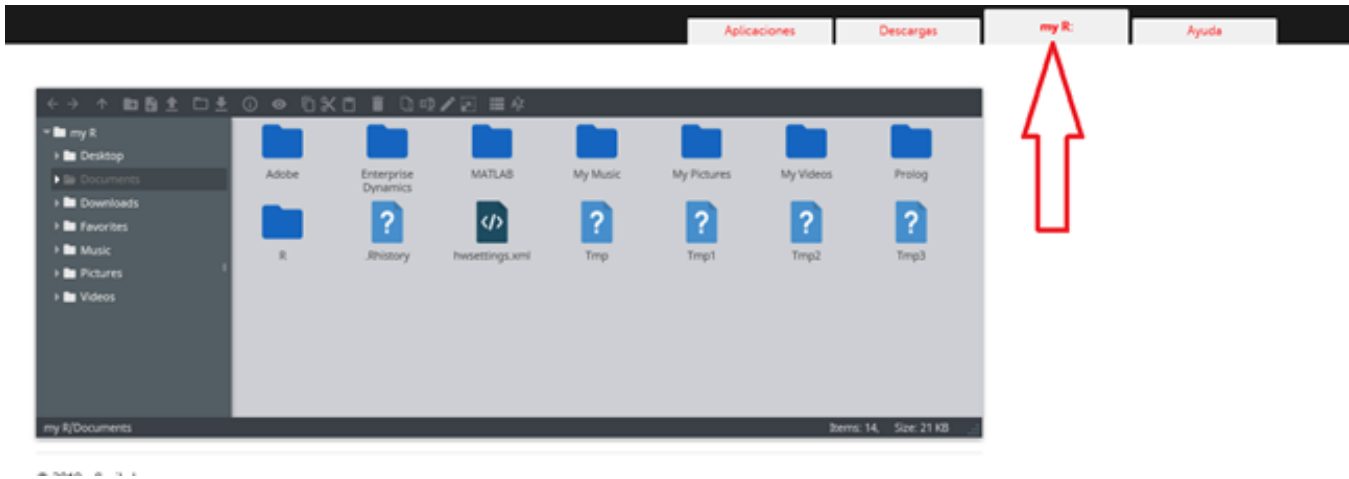 Aplicaciones Descargas my R: Ayuda
my R
Desktop
Documents
Downloads
Favorites
Music
Pictures
Videos
Adobe Enterprise Dynamics MATLAB My Music My Pictures My Videos Prolog
R .Rhistory hwsettings.xml Tmp Tmp1 Tmp2 Tmp3
my R/Documents Items: 14, Size: 21 KB